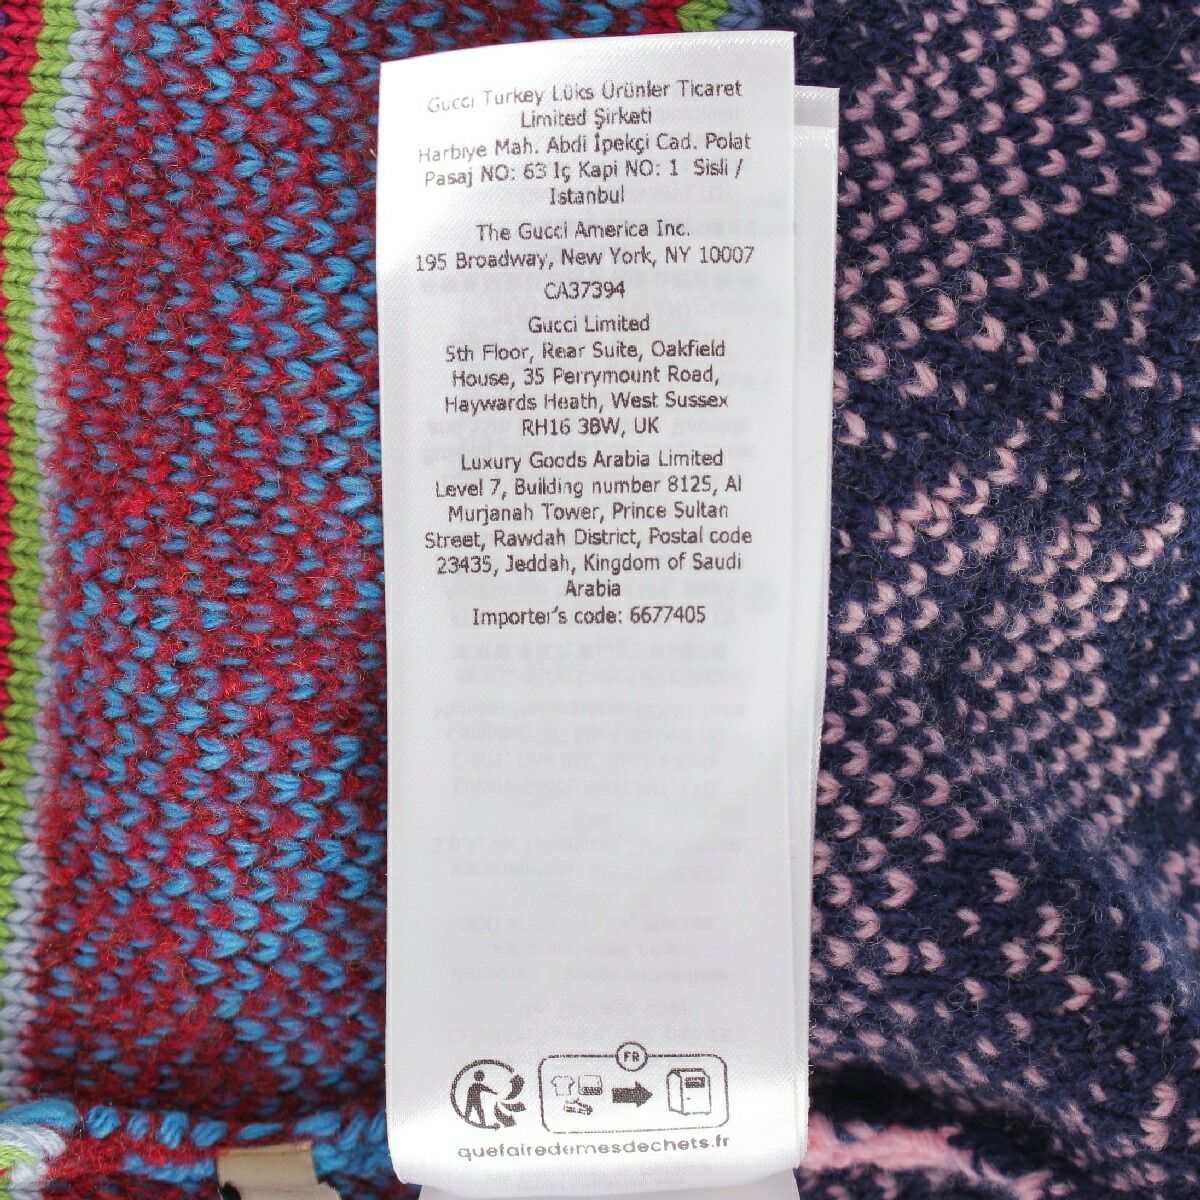 Gucci Turkey Lüks Ürünler Ticaret
Limited Şirketi
Harbiye Mah. Abdi İpekçi Cad. Polat
Pasaj NO: 63 İç Kapi NO: 1 Sisli /
Istanbul
The Gucci America Inc.
195 Broadway, New York, NY 10007
CA37394
Gucci Limited
5th Floor, Rear Suite, Oakfield
House, 35 Perrymount Road,
Haywards Heath, West Sussex
RH16 3BW, UK
Luxury Goods Arabia Limited
Level 7, Building number 8125, Al
Murjanah Tower, Prince Sultan
Street, Rawdah District, Postal code
23435, Jeddah, Kingdom of Saudi
Arabia
Importer's code: 6677405
FR
quefairedemesdechets.fr